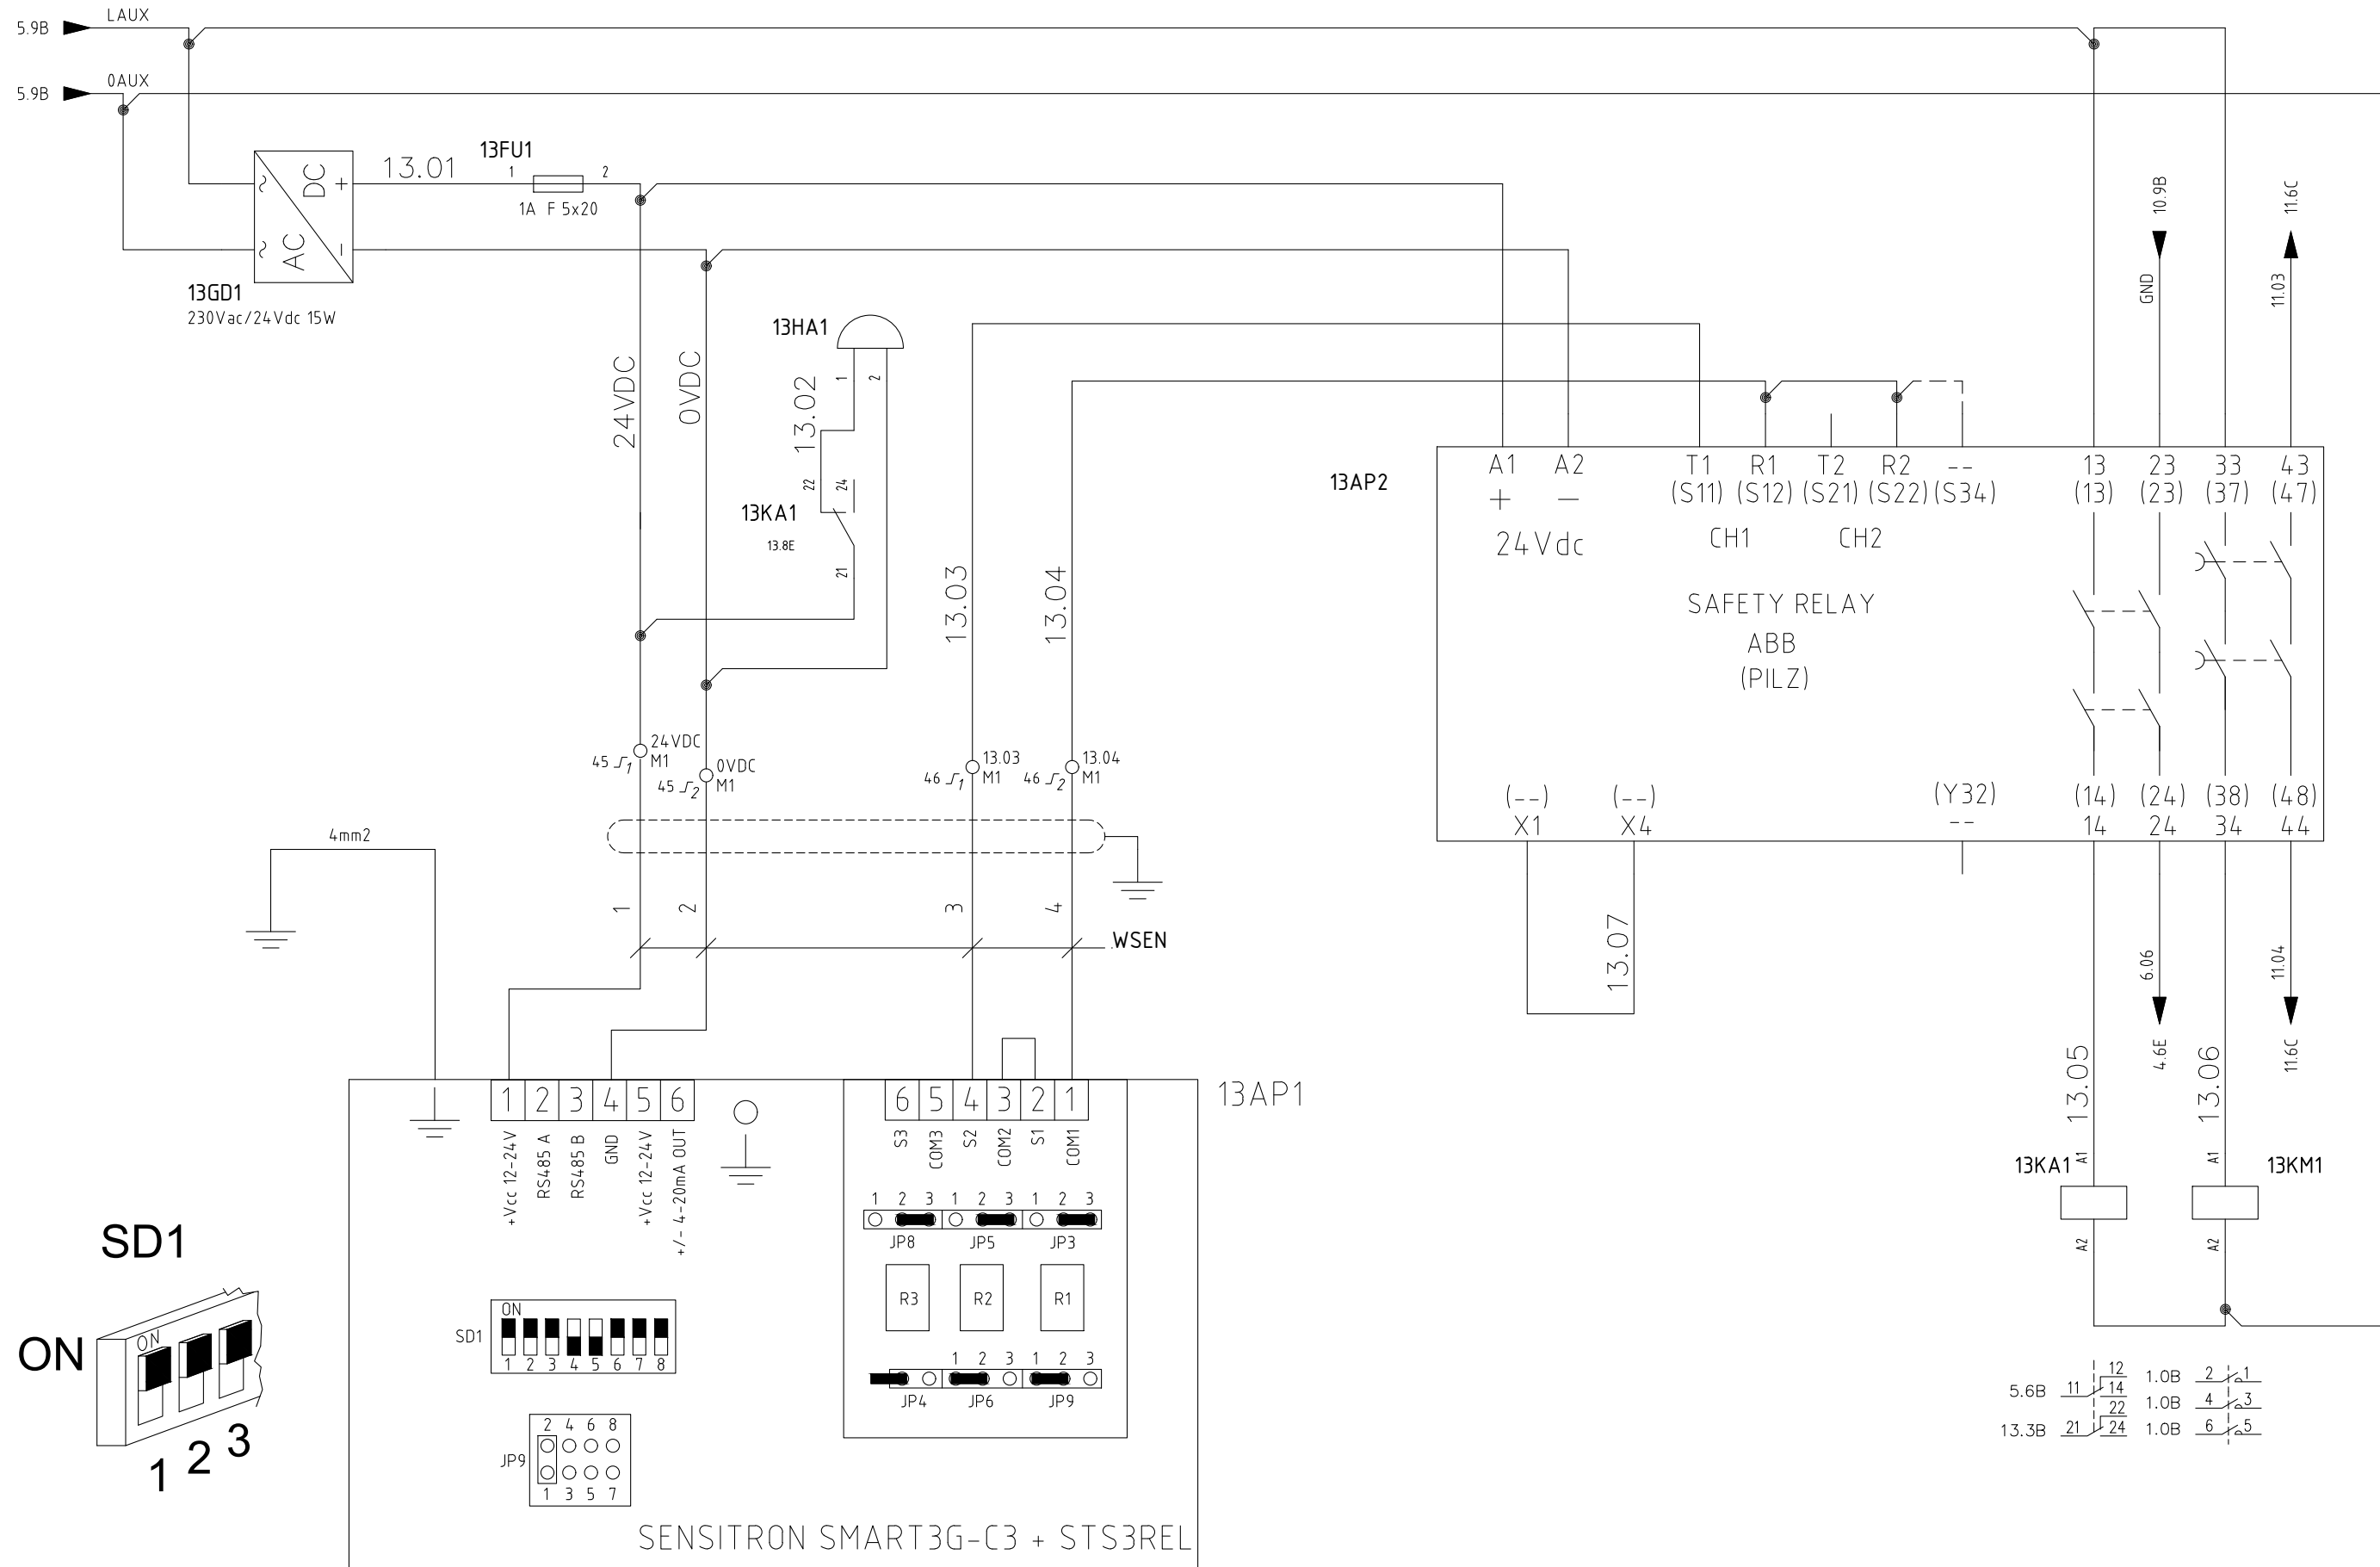 LAUX
5.9B
0AUX
5.9B
13.01
13FU1
1 2
1A F 5x20
DC
AC
+
-
13GD1
230Vac/24Vdc 15W
24VDC
0VDC
13HA1
1 2
13.02
22 24
13KA1
13.8E
21
13.03
13.04
10.9B
11.6C
GND
11.03
13AP2
A1 A2 T1 R1 T2 R2 -- 13 23 33 43
+ - (S11) (S12) (S21) (S22) (S34) (13) (23) (37) (47)
24Vdc
CH1 CH2
SAFETY RELAY
ABB
(PILZ)
(--) (--) (Y32) (14) (24) (38) (48)
X1 X4 -- 14 24 34 44
24VDC
45 1 M1
0VDC
45 2 M1
13.03
46 1 M1
13.04
46 2 M1
4mm2
1 2 3 4
WSEN
13.07
6.06
4.6E
11.04
11.6C
13.05
13.06
13KA1 A1
A2
A1 13KM1
A2
13AP1
1 2 3 4 5 6
+Vcc 12-24V
RS485 A
RS485 B
GND
+Vcc 12-24V
+/- 4-20mA OUT
6 5 4 3 2 1
S3
COM3
S2
COM2
S1
COM1
1 2 3 1 2 3 1 2 3
JP8 JP5 JP3
R3 R2 R1
1 2 3 1 2 3
JP4 JP6 JP9
SD1
ON
1 2 3 4 5 6 7 8
2 4 6 8
JP9
1 3 5 7
SENSITRON SMART3G-C3 + STS3REL
SD1
ON
ON
1 2 3
12
5.6B 11 14
22
13.3B 21 24
1.0B 2 1
1.0B 4 3
1.0B 6 5